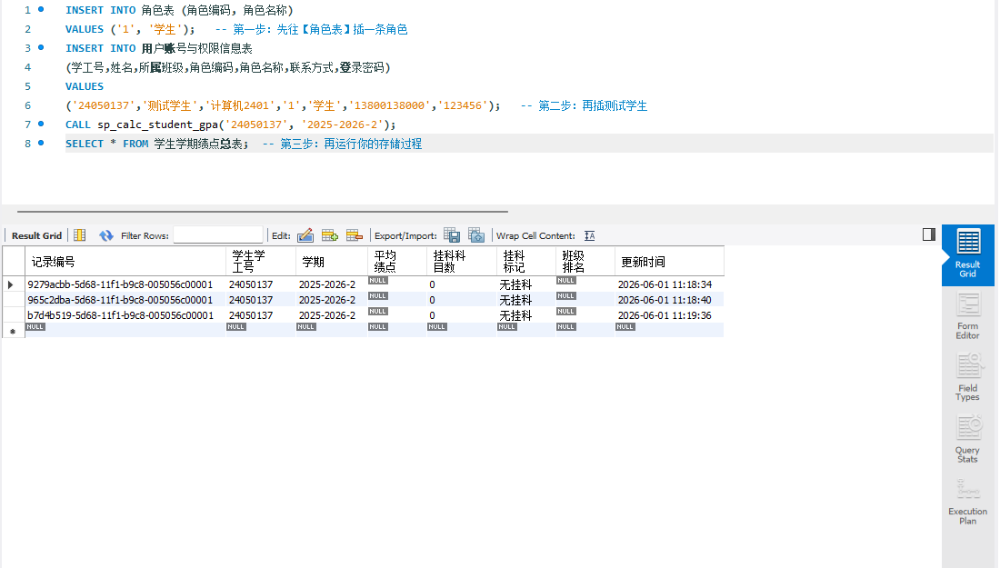 1 INSERT INTO 角色表 (角色编码, 角色名称)
2 VALUES ('1', '学生');   -- 第一步：先往【角色表】插一条角色
3 INSERT INTO 用户账号与权限信息表
4 (学工号,姓名,所属班级,角色编码,角色名称,联系方式,登录密码)
5 VALUES
6 ('24050137','测试学生','计算机2401','1','学生','13800138000','123456');   -- 第二步：再插测试学生
7 CALL sp_calc_student_gpa('24050137', '2025-2026-2');
8 SELECT * FROM 学生学期绩点总表;  -- 第三步：再运行你的存储过程
Result Grid Filter Rows: Edit: Export/Import: Wrap Cell Content:
记录编号 学生学工号 学期 平均绩点 挂科科目数 挂科标记 班级排名 更新时间
9279acbb-5d68-11f1-b9c8-005056c00001 24050137 2025-2026-2 NULL 0 无挂科 NULL 2026-06-01 11:18:34
965c2dba-5d68-11f1-b9c8-005056c00001 24050137 2025-2026-2 NULL 0 无挂科 NULL 2026-06-01 11:18:40
b7d4b519-5d68-11f1-b9c8-005056c00001 24050137 2025-2026-2 NULL 0 无挂科 NULL 2026-06-01 11:19:36
NULL NULL NULL NULL NULL NULL NULL NULL
Result
Grid
Form
Editor
Field
Types
Query
Stats
Execution
Plan